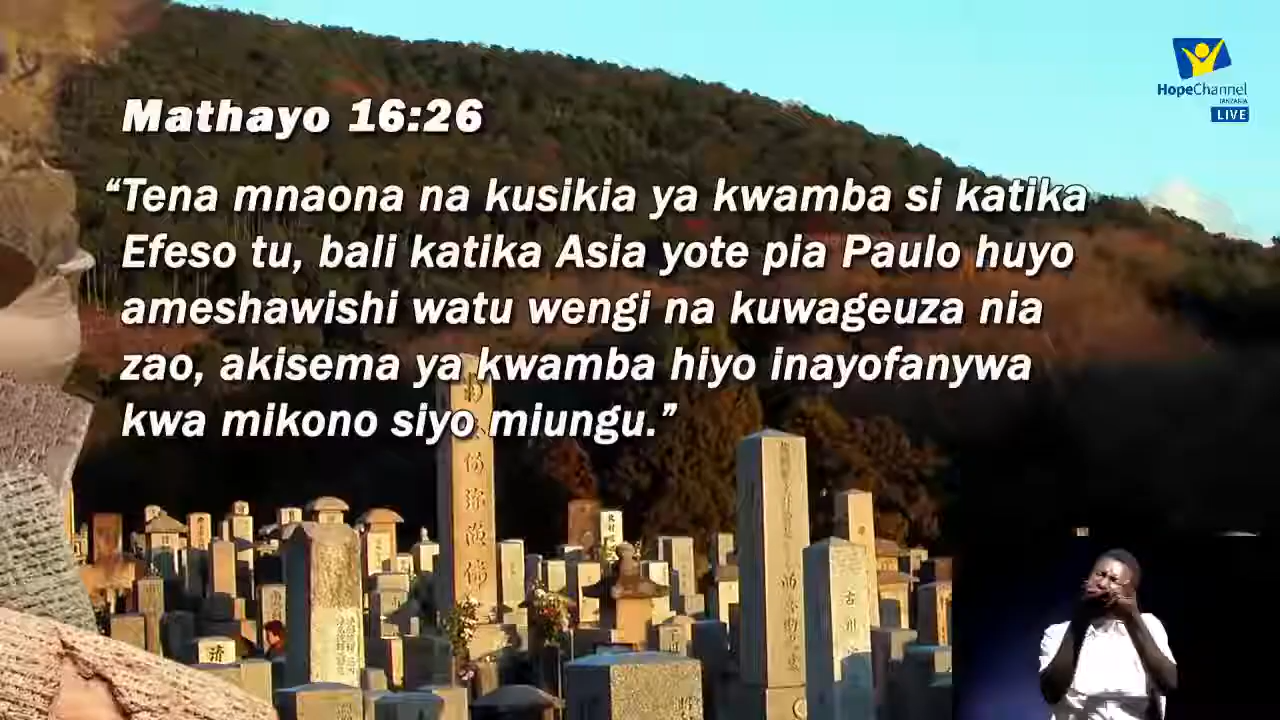 HopeChannel
TANZANIA
LIVE
Mathayo 16:26
“Tena mnaona na kusikia ya kwamba si katika
Efeso tu, bali katika Asia yote pia Paulo huyo
ameshawishi watu wengi na kuwageuza nia
zao, akisema ya kwamba hiyo inayofanywa
kwa mikono siyo miungu.”